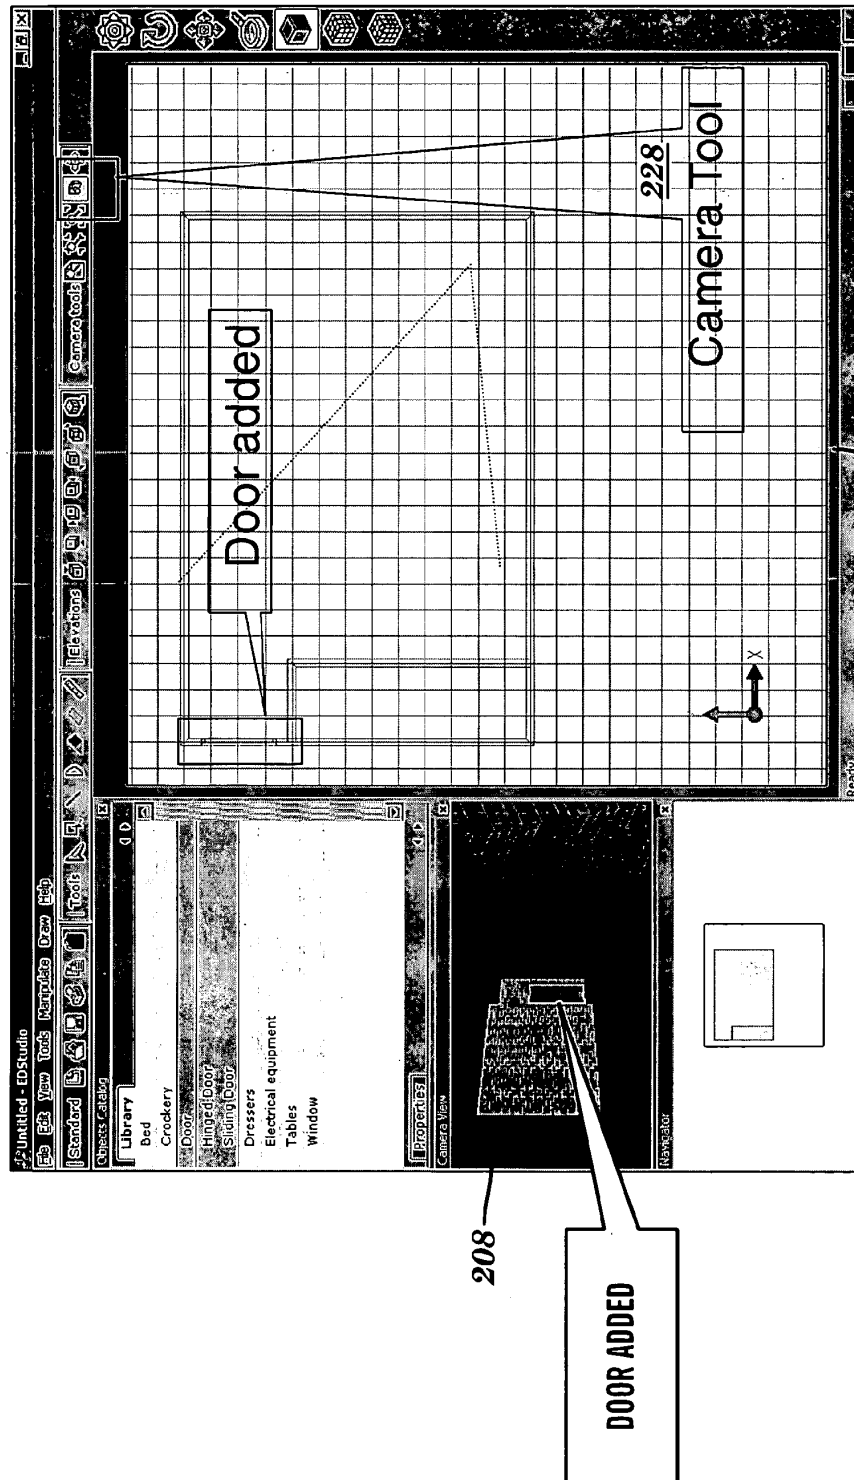 Untitled - EDStudio
File Edit View Tools Manipulate Draw Help
Standard
Tools
Elevations
Camera tools
Objects Catalog
Library
Bed
Crockery
Door
Hinged Door
Sliding Door
Dressers
Electrical equipment
Tables
Window
Properties
Camera View
Navigator
Door added
228
Camera Tool
X
Ready
208
DOOR ADDED